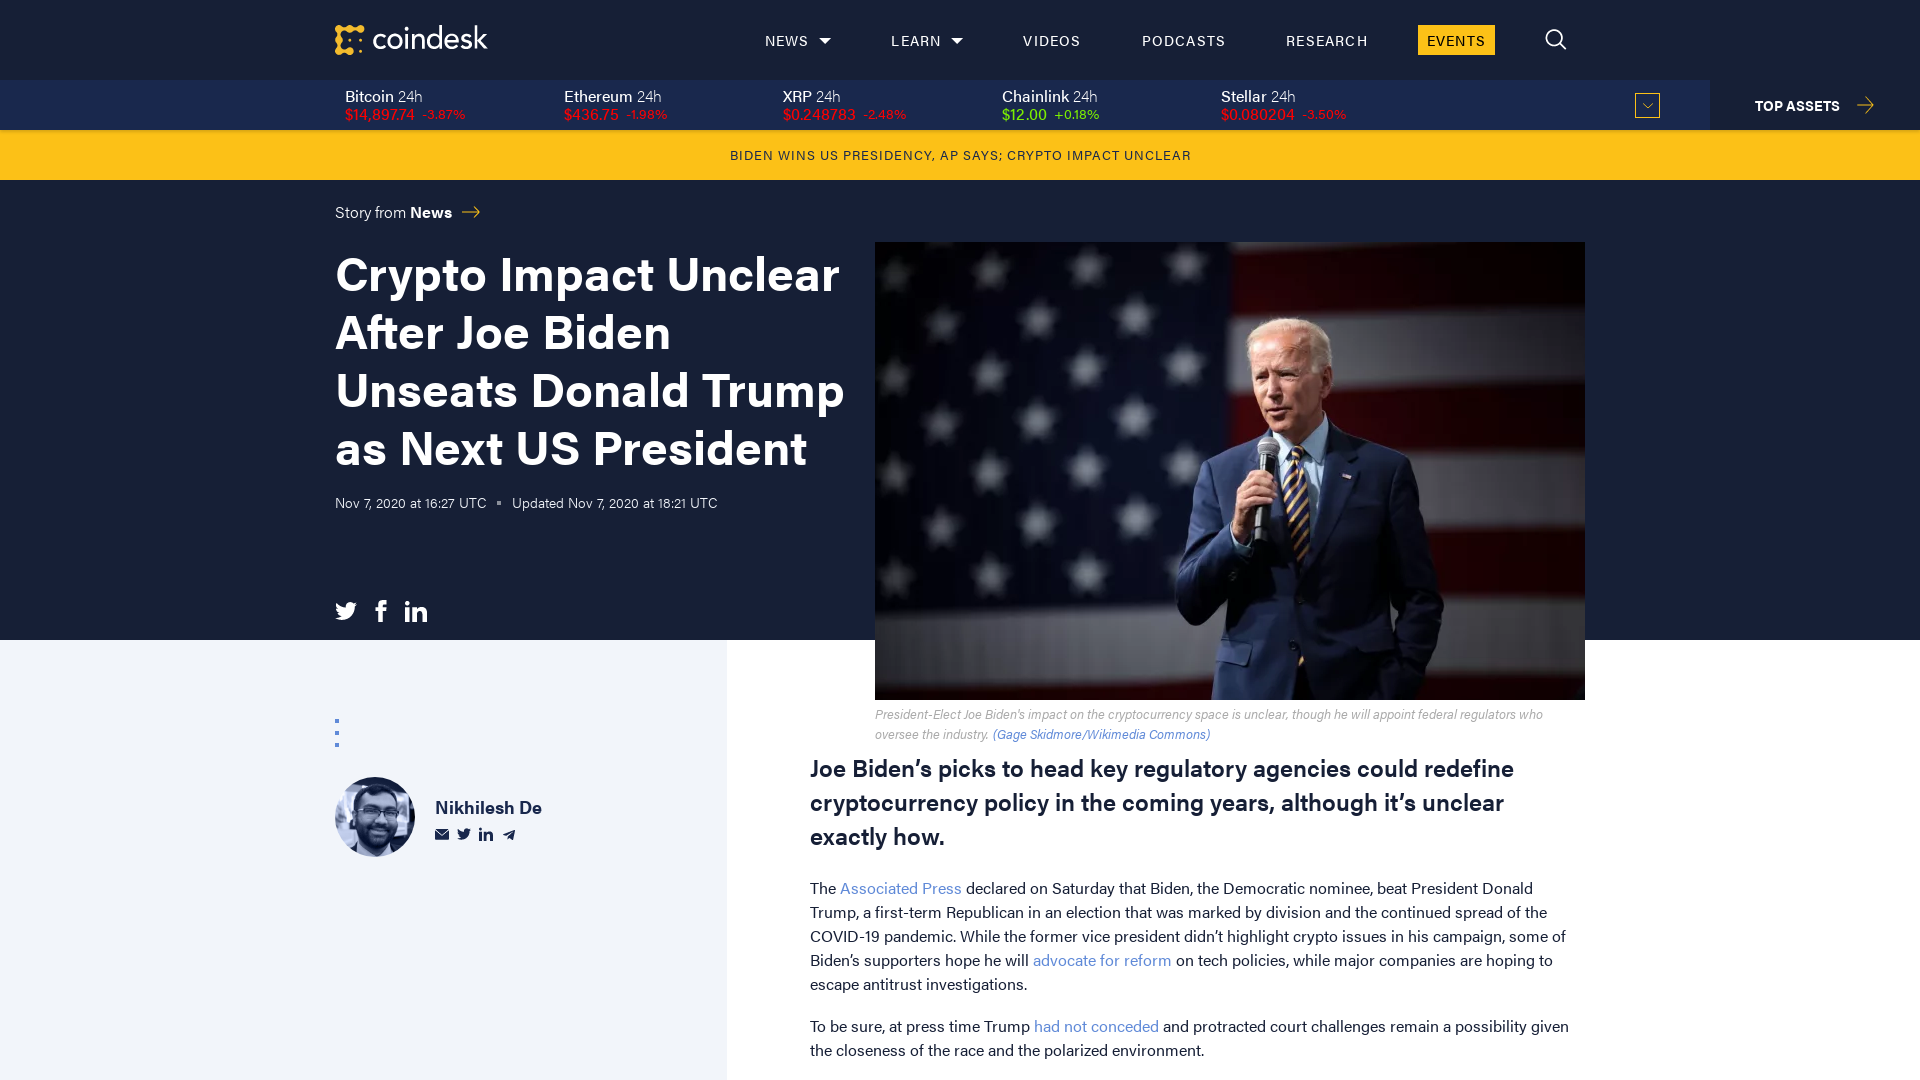 coindesk
NEWS
LEARN
VIDEOS
PODCASTS
RESEARCH
EVENTS
Bitcoin 24h
$14,897.74 -3.87%
Ethereum 24h
$436.75 -1.98%
XRP 24h
$0.248783 -2.48%
Chainlink 24h
$12.00 +0.18%
Stellar 24h
$0.080204 -3.50%
TOP ASSETS
BIDEN WINS US PRESIDENCY, AP SAYS; CRYPTO IMPACT UNCLEAR
Story from News
Crypto Impact Unclear
After Joe Biden
Unseats Donald Trump
as Next US President
Nov 7, 2020 at 16:27 UTC
Updated Nov 7, 2020 at 18:21 UTC
President-Elect Joe Biden's impact on the cryptocurrency space is unclear, though he will appoint federal regulators who
oversee the industry. (Gage Skidmore/Wikimedia Commons)
Nikhilesh De
Joe Biden’s picks to head key regulatory agencies could redefine
cryptocurrency policy in the coming years, although it’s unclear
exactly how.
The Associated Press declared on Saturday that Biden, the Democratic nominee, beat President Donald
Trump, a first-term Republican in an election that was marked by division and the continued spread of the
COVID-19 pandemic. While the former vice president didn’t highlight crypto issues in his campaign, some of
Biden’s supporters hope he will advocate for reform on tech policies, while major companies are hoping to
escape antitrust investigations.
To be sure, at press time Trump had not conceded and protracted court challenges remain a possibility given
the closeness of the race and the polarized environment.